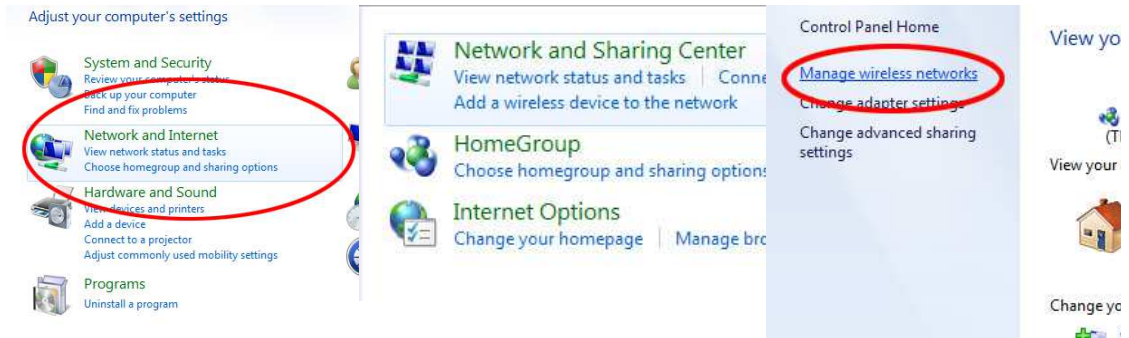 Adjust your computer's settings
System and Security
Review your computer's status
Back up your computer
Find and fix problems
Network and Internet
View network status and tasks
Choose homegroup and sharing options
Hardware and Sound
View devices and printers
Add a device
Connect to a projector
Adjust commonly used mobility settings
Programs
Uninstall a program
Network and Sharing Center
View network status and tasks Conne
Add a wireless device to the network
HomeGroup
Choose homegroup and sharing options
Internet Options
Change your homepage Manage bro
Control Panel Home
Manage wireless networks
Change adapter settings
Change advanced sharing
settings
View yo
(T
View your
Change yo